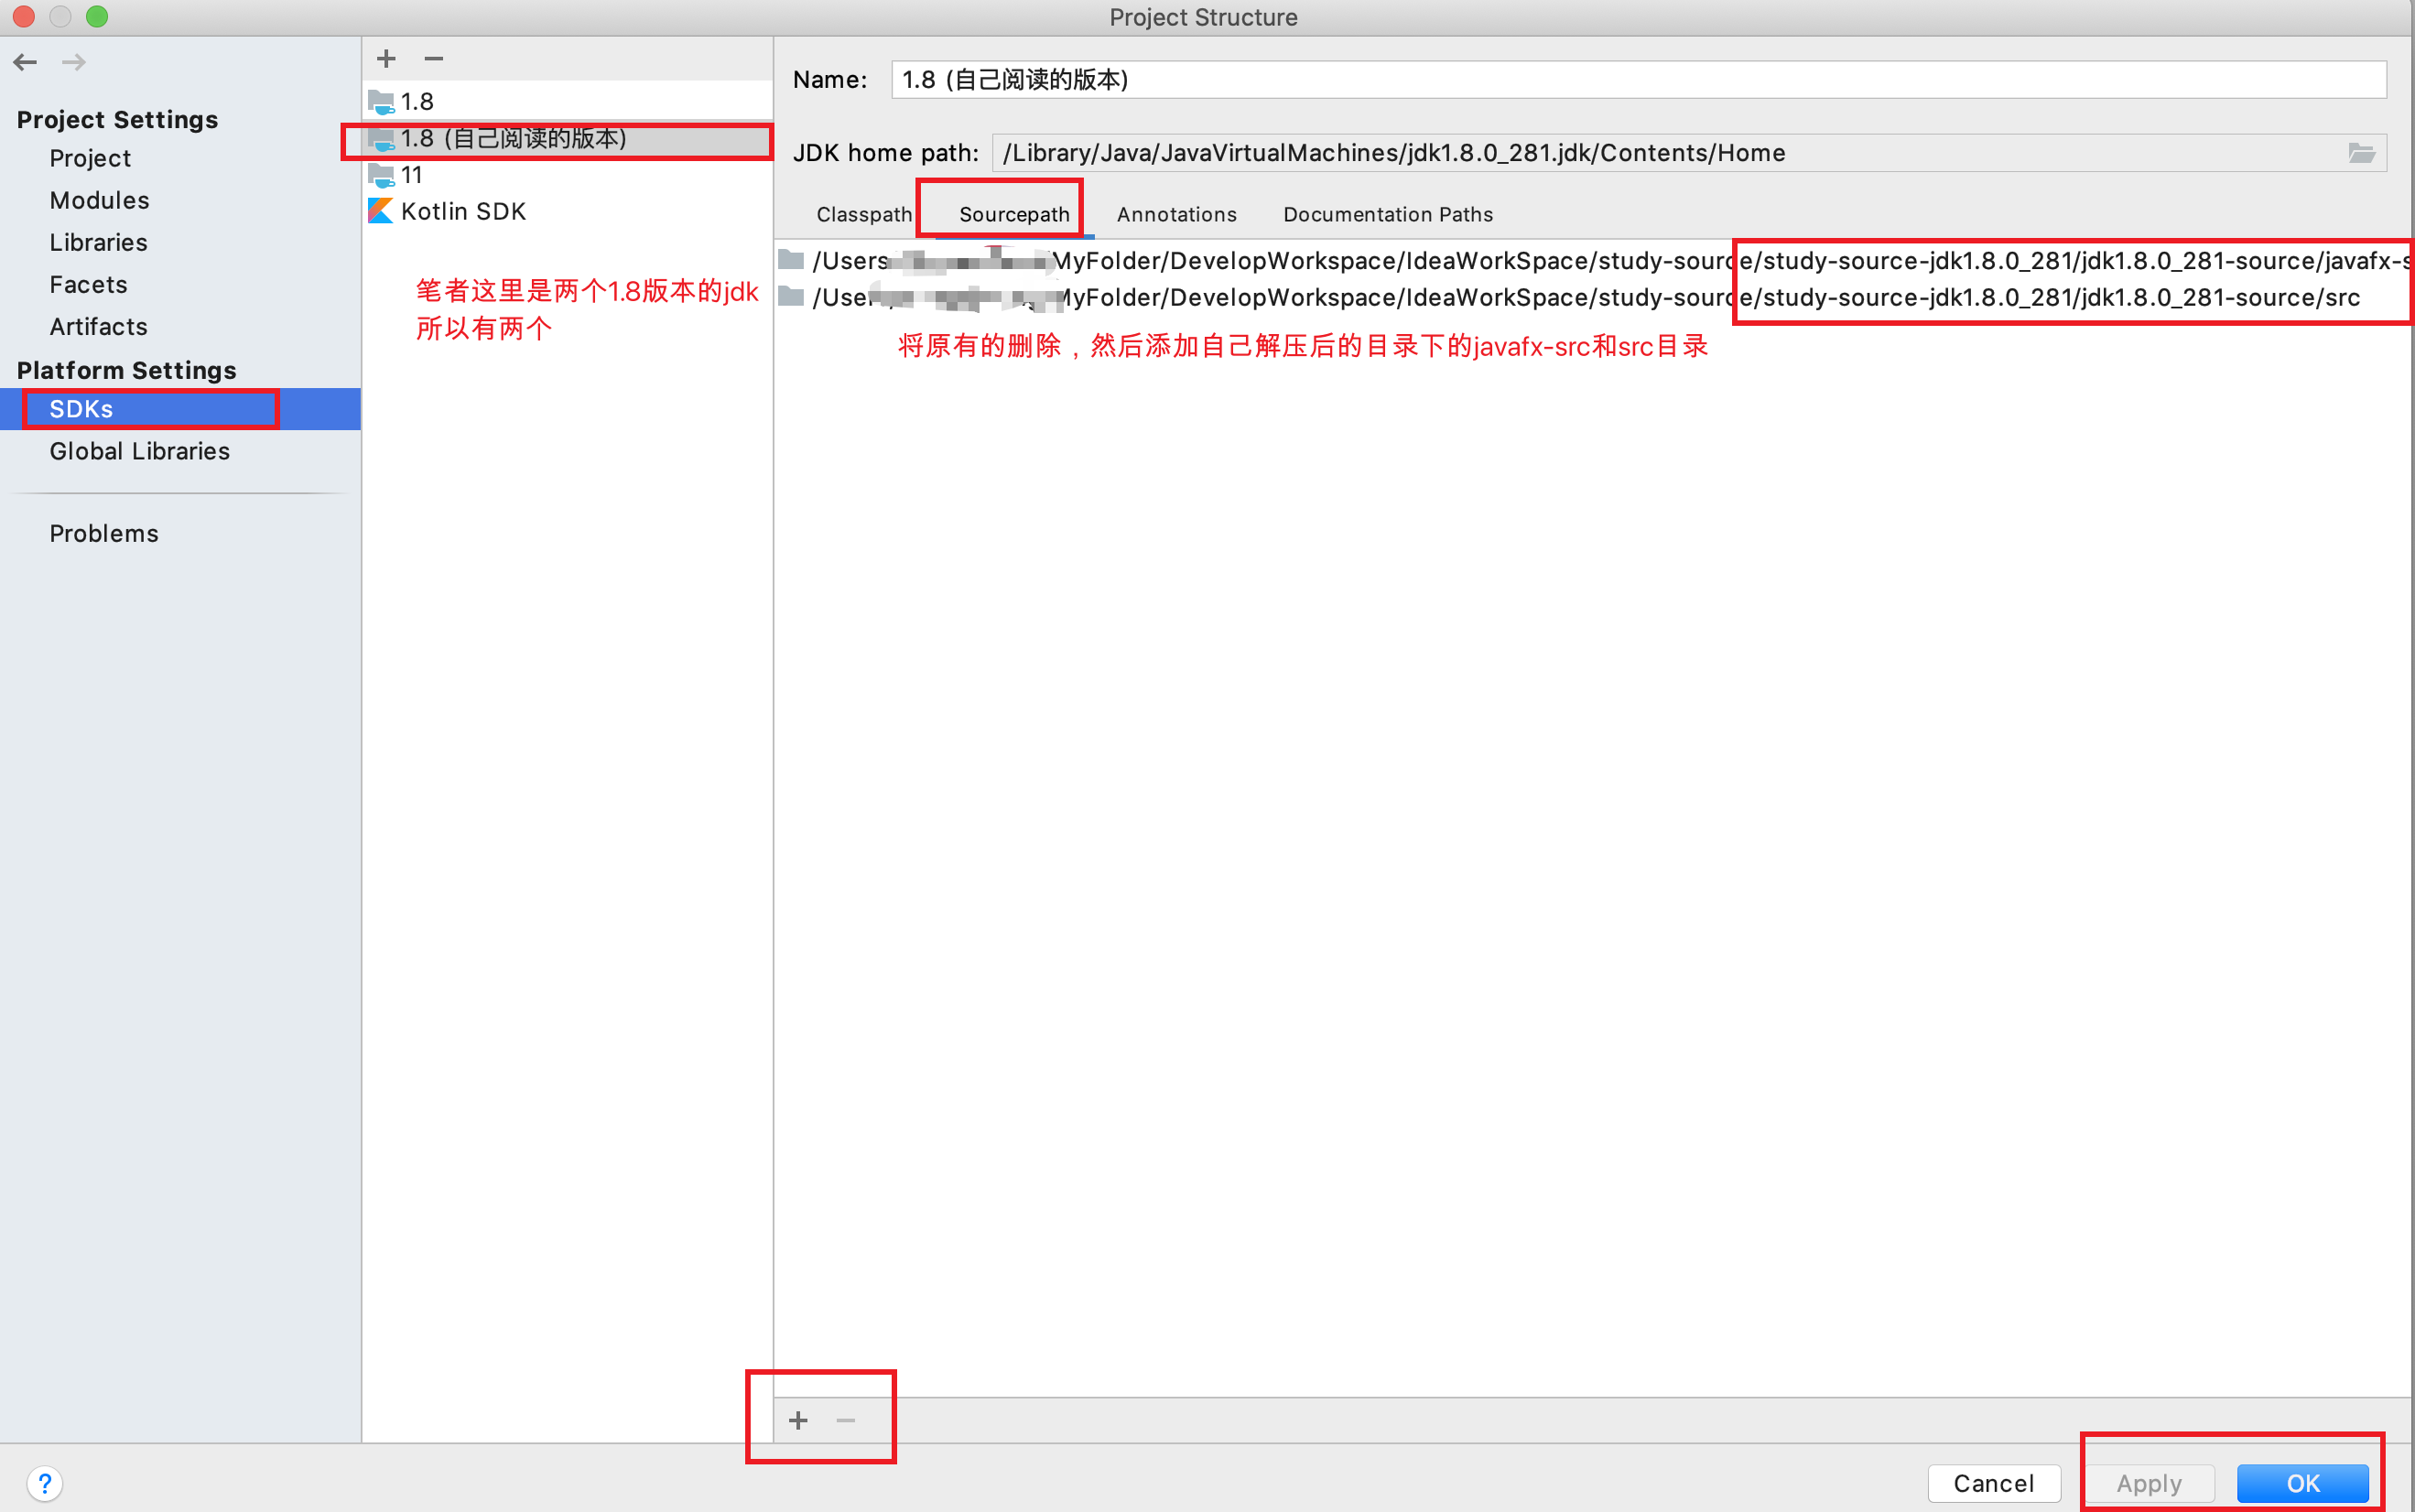 Project Structure
Project Settings
Project
Modules
Libraries
Facets
Artifacts
Platform Settings
SDKs
Global Libraries
Problems
1.8
1.8 (自己阅读的版本)
11
Kotlin SDK
笔者这里是两个1.8版本的jdk
所以有两个
Name: 1.8 (自己阅读的版本)
JDK home path: /Library/Java/JavaVirtualMachines/jdk1.8.0_281.jdk/Contents/Home
Classpath Sourcepath Annotations Documentation Paths
/Users MyFolder/DevelopWorkspace/IdeaWorkSpace/study-source/study-source-jdk1.8.0_281/jdk1.8.0_281-source/javafx-s
/User MyFolder/DevelopWorkspace/IdeaWorkSpace/study-source/study-source-jdk1.8.0_281/jdk1.8.0_281-source/src
将原有的删除，然后添加自己解压后的目录下的javafx-src和src目录
? Cancel Apply OK